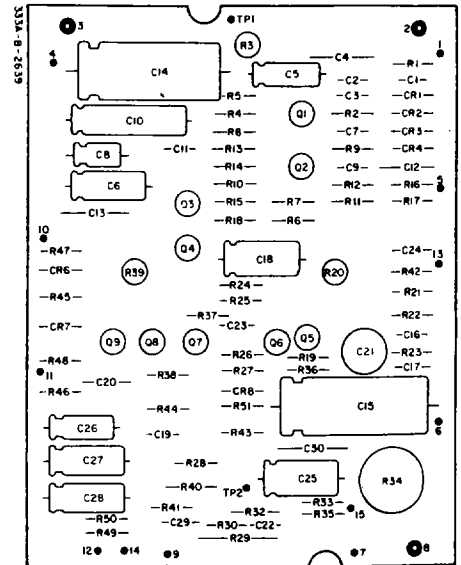 333A-B-2639
TP1
3
2
R3
C4
1
4
C14
C5
R1
C2
C1
R5
C3
CR1
C10
R4
Q1
R2
CR2
R8
C7
CR3
C8
C11
R13
R9
CR4
R14
Q2
C9
C12
C6
R10
R12
R16
5
Q3
R15
R7
R11
R17
C13
R18
R6
10
R47
Q4
C18
C24
13
CR6
R39
R20
R42
R24
R45
R25
R21
R37
R22
CR7
C23
Q9
Q8
Q7
Q6
Q5
C16
C21
R26
R19
R23
R48
R27
R36
C17
11
C20
R38
R46
CR8
C15
R44
R51
6
C26
C19
R43
C30
C27
R28
C25
R34
R40
TP2
C28
R41
R33
R32
R35
15
R50
C29
R30
C22
R49
R29
12
14
9
7
8